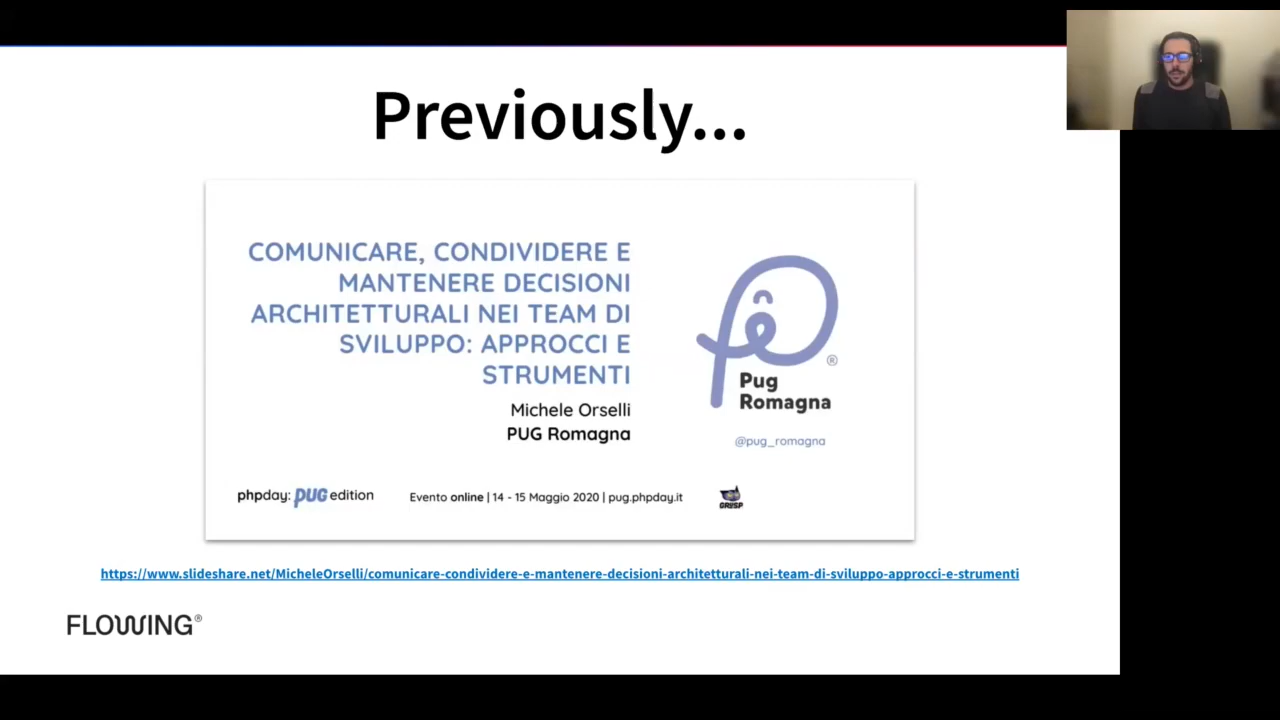 Previously...
COMUNICARE, CONDIVIDERE E
MANTENERE DECISIONI
ARCHITETTURALI NEI TEAM DI
SVILUPPO: APPROCCI E
STRUMENTI
Michele Orselli
PUG Romagna
Pug
Romagna
®
@pug_romagna
phpday: PUG edition
Evento online | 14 - 15 Maggio 2020 | pug.phpday.it
GRUSP
https://www.slideshare.net/MicheleOrselli/comunicare-condividere-e-mantenere-decisioni-architetturali-nei-team-di-sviluppo-approcci-e-strumenti
FLOWING®